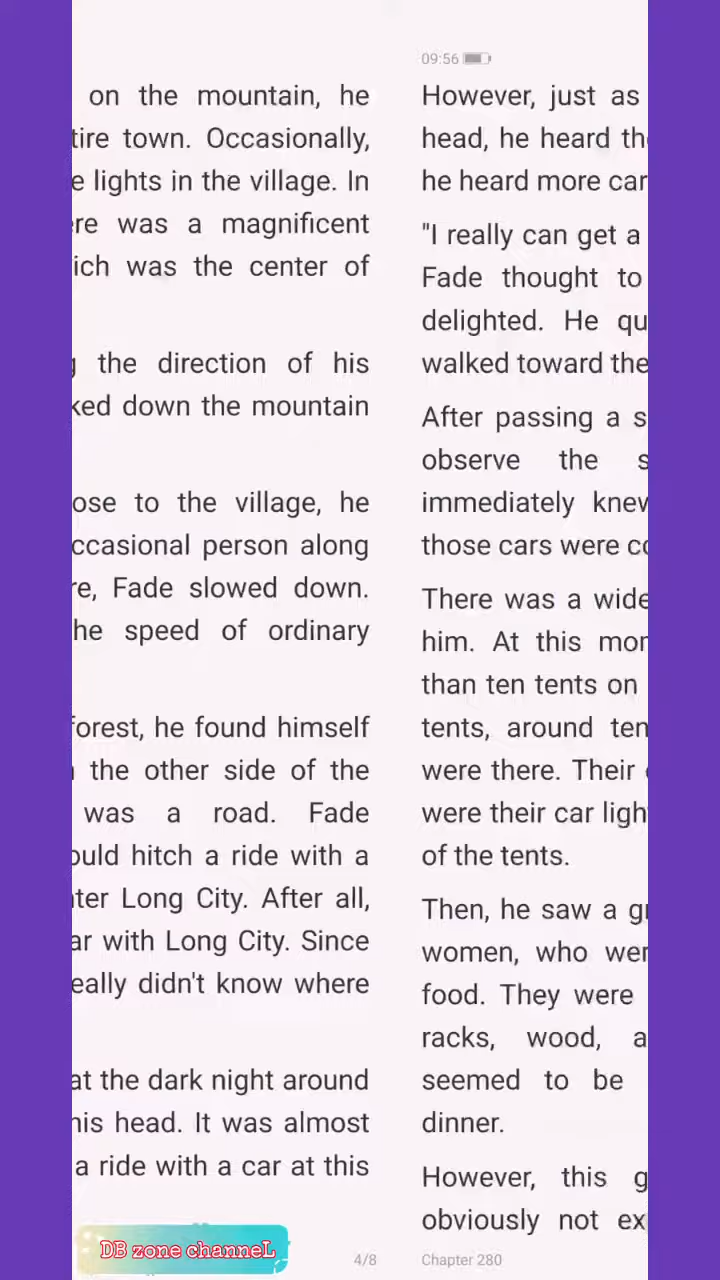 on the mountain, he
tire town. Occasionally,
e lights in the village. In
ere was a magnificent
ich was the center of
the direction of his
ked down the mountain
ose to the village, he
ccasional person along
re, Fade slowed down.
he speed of ordinary
forest, he found himself
the other side of the
was a road. Fade
ould hitch a ride with a
nter Long City. After all,
ar with Long City. Since
eally didn't know where
at the dark night around
his head. It was almost
a ride with a car at this
4/8
09:56
However, just as
head, he heard th
he heard more car
"I really can get a
Fade thought to
delighted. He qu
walked toward the
After passing a s
observe the s
immediately knew
those cars were co
There was a wide
him. At this mor
than ten tents on
tents, around ten
were there. Their
were their car ligh
of the tents.
Then, he saw a gr
women, who wer
food. They were
racks, wood, a
seemed to be
dinner.
However, this g
obviously not ex
Chapter 280
DB zone channeL